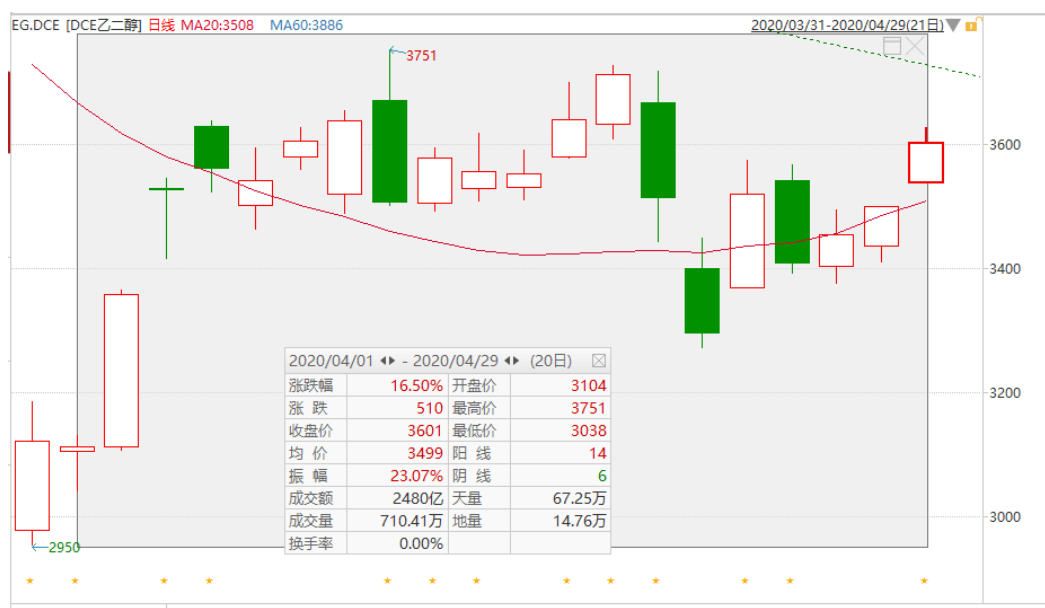 EG.DCE [DCE乙二醇] 日线 MA20:3508 MA60:3886 2020/03/31-2020/04/29(21日)
3751
3600
3400
2020/04/01 - 2020/04/29 (20日)
涨跌幅 16.50% 开盘价 3104
3200
涨 跌 510 最高价 3751
收盘价 3601 最低价 3038
均 价 3499 阳 线 14
振 幅 23.07% 阴 线 6
成交额 2480亿 天量 67.25万
成交量 710.41万 地量 14.76万
3000
换手率 0.00%
2950